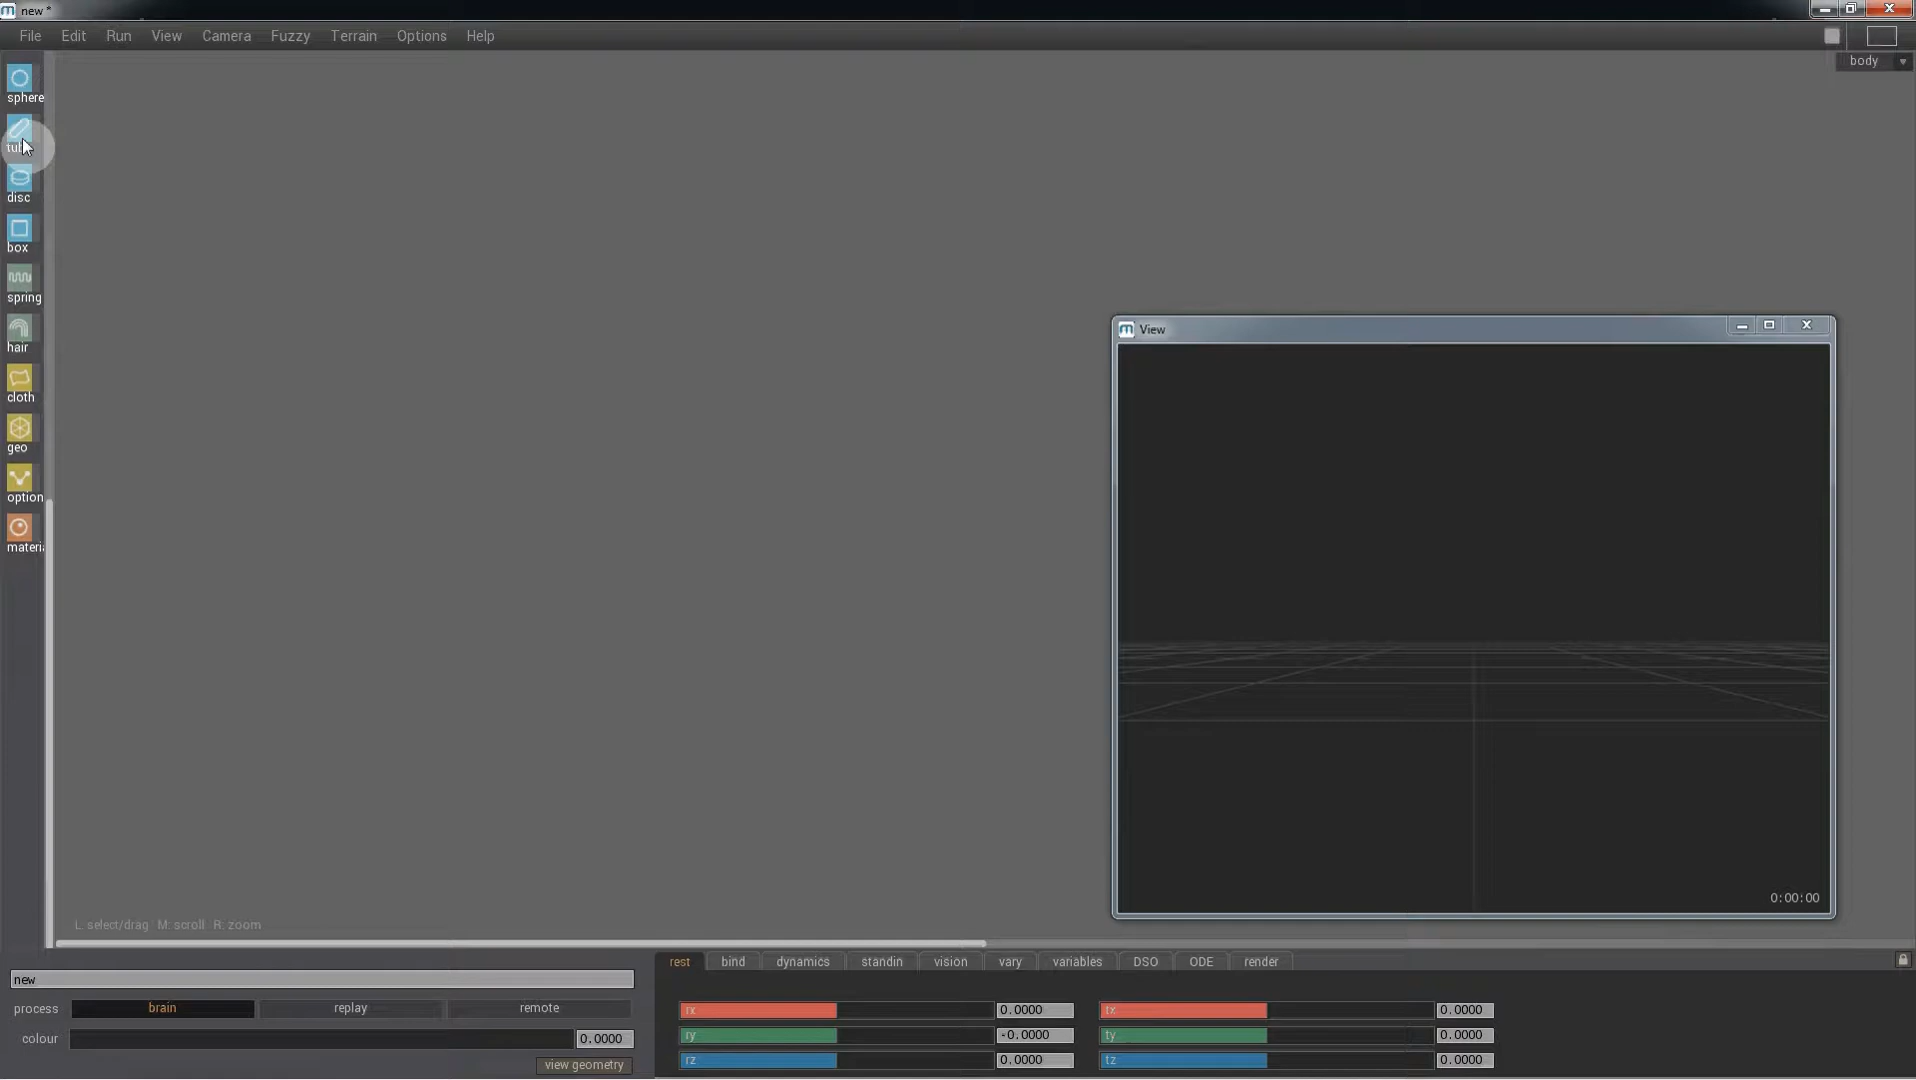 new *
File Edit Run View Camera Fuzzy Terrain Options Help
body
sphere
disc
box
spring
hair
cloth
geo
option
materi
View
0:00:00
L: select/drag M: scroll R: zoom
new
process brain replay remote
colour 0.0000
view geometry
rest bind dynamics standin vision vary variables DSO ODE render
rx 0.0000 tx 0.0000
ry -0.0000 ty 0.0000
rz 0.0000 tz 0.0000